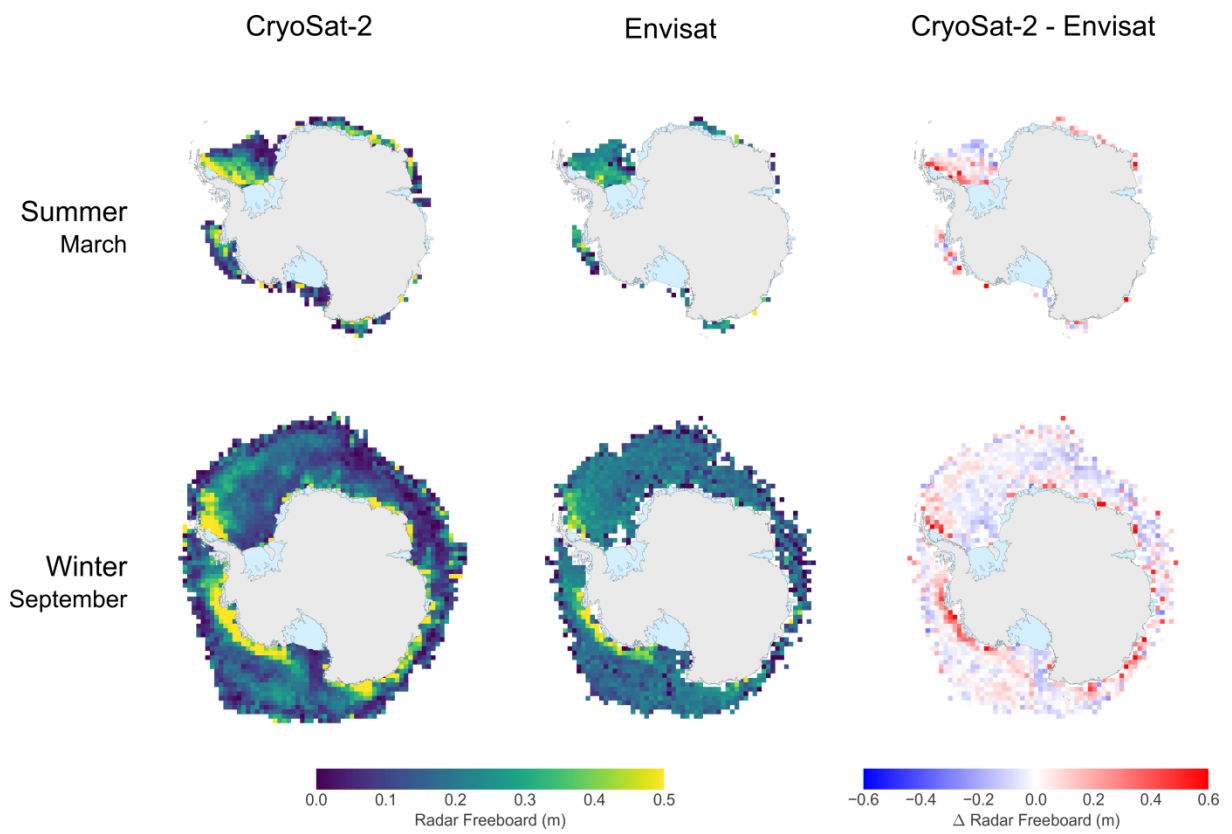 CryoSat-2
Envisat
CryoSat-2 - Envisat
Summer
March
Winter
September
0.0 0.1 0.2 0.3 0.4 0.5
Radar Freeboard (m)
−0.6 −0.4 −0.2 0.0 0.2 0.4 0.6
Δ Radar Freeboard (m)